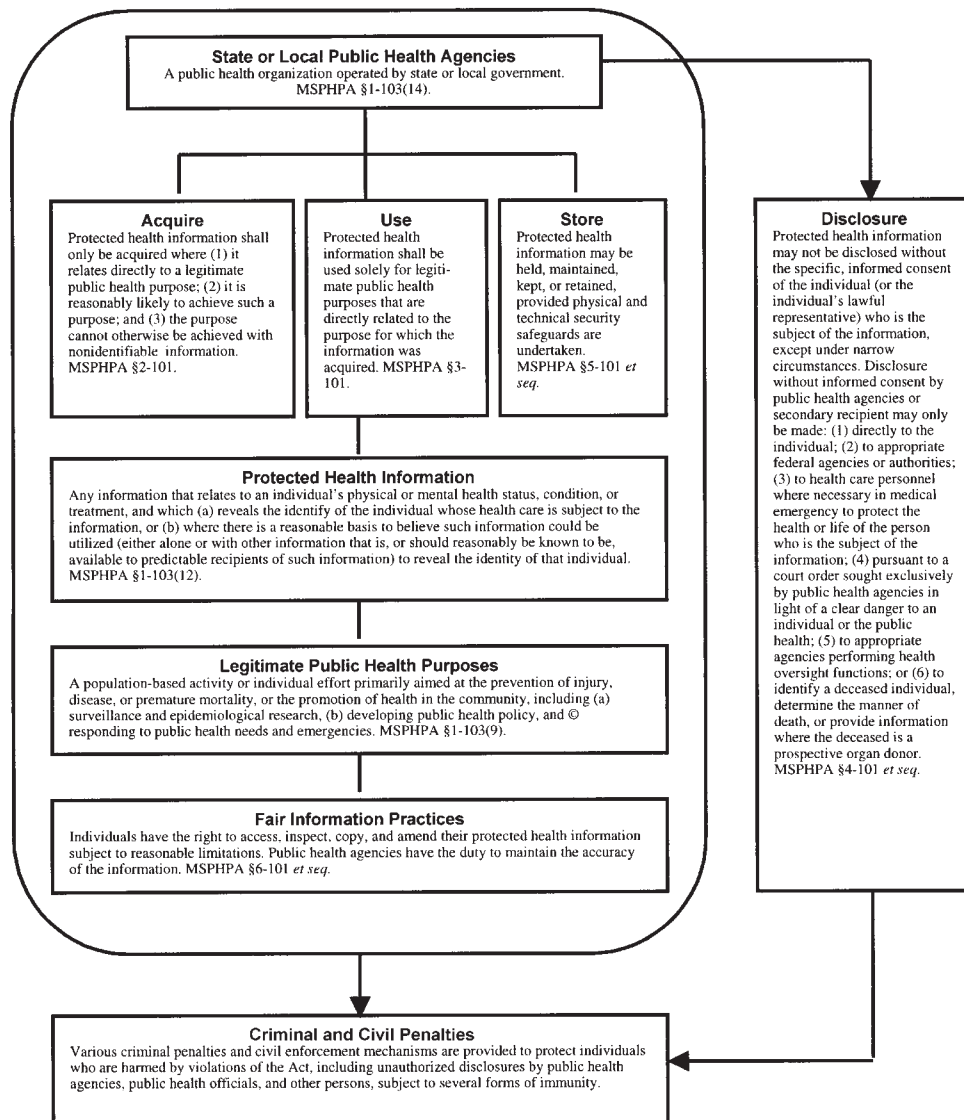 State or Local Public Health Agencies
A public health organization operated by state or local government.
MSPHPA §1-103(14).
Acquire
Protected health information shall
only be acquired where (1) it
relates directly to a legitimate
public health purpose; (2) it is
reasonably likely to achieve such a
purpose; and (3) the purpose
cannot otherwise be achieved with
nonidentifiable information.
MSPHPA §2-101.
Use
Protected health
information shall be
used solely for legiti-
mate public health
purposes that are
directly related to the
purpose for which the
information was
acquired. MSPHPA §3-
101.
Store
Protected health
information may be
held, maintained,
kept, or retained,
provided physical and
technical security
safeguards are
undertaken.
MSPHPA §5-101 et
seq.
Disclosure
Protected health information
may not be disclosed without
the specific, informed consent
of the individual (or the
individual's lawful
representative) who is the
subject of the information,
except under narrow
circumstances. Disclosure
without informed consent by
public health agencies or
secondary recipient may only
be made: (1) directly to the
individual; (2) to appropriate
federal agencies or authorities;
(3) to health care personnel
where necessary in medical
emergency to protect the
health or life of the person
who is the subject of the
information; (4) pursuant to a
court order sought exclusively
by public health agencies in
light of a clear danger to an
individual or the public
health; (5) to appropriate
agencies performing health
oversight functions; or (6) to
identify a deceased individual,
determine the manner of
death, or provide information
where the deceased is a
prospective organ donor.
MSPHPA §4-101 et seq.
Protected Health Information
Any information that relates to an individual's physical or mental health status, condition, or
treatment, and which (a) reveals the identify of the individual whose health care is subject to the
information, or (b) where there is a reasonable basis to believe such information could be
utilized (either alone or with other information that is, or should reasonably be known to be,
available to predictable recipients of such information) to reveal the identity of that individual.
MSPHPA §1-103(12).
Legitimate Public Health Purposes
A population-based activity or individual effort primarily aimed at the prevention of injury,
disease, or premature mortality, or the promotion of health in the community, including (a)
surveillance and epidemiological research, (b) developing public health policy, and ©
responding to public health needs and emergencies. MSPHPA §1-103(9).
Fair Information Practices
Individuals have the right to access, inspect, copy, and amend their protected health information
subject to reasonable limitations. Public health agencies have the duty to maintain the accuracy
of the information. MSPHPA §6-101 et seq.
Criminal and Civil Penalties
Various criminal penalties and civil enforcement mechanisms are provided to protect individuals
who are harmed by violations of the Act, including unauthorized disclosures by public health
agencies, public health officials, and other persons, subject to several forms of immunity.